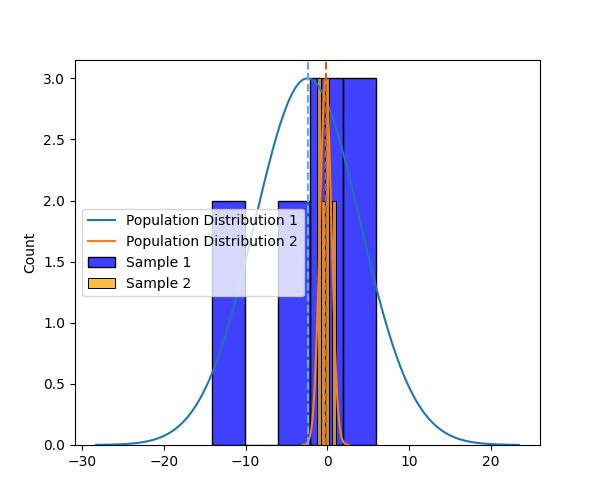 3.0
2.5
2.0
1.5
1.0
0.5
0.0
Count
Population Distribution 1
Population Distribution 2
Sample 1
Sample 2
−30
−20
−10
0
10
20